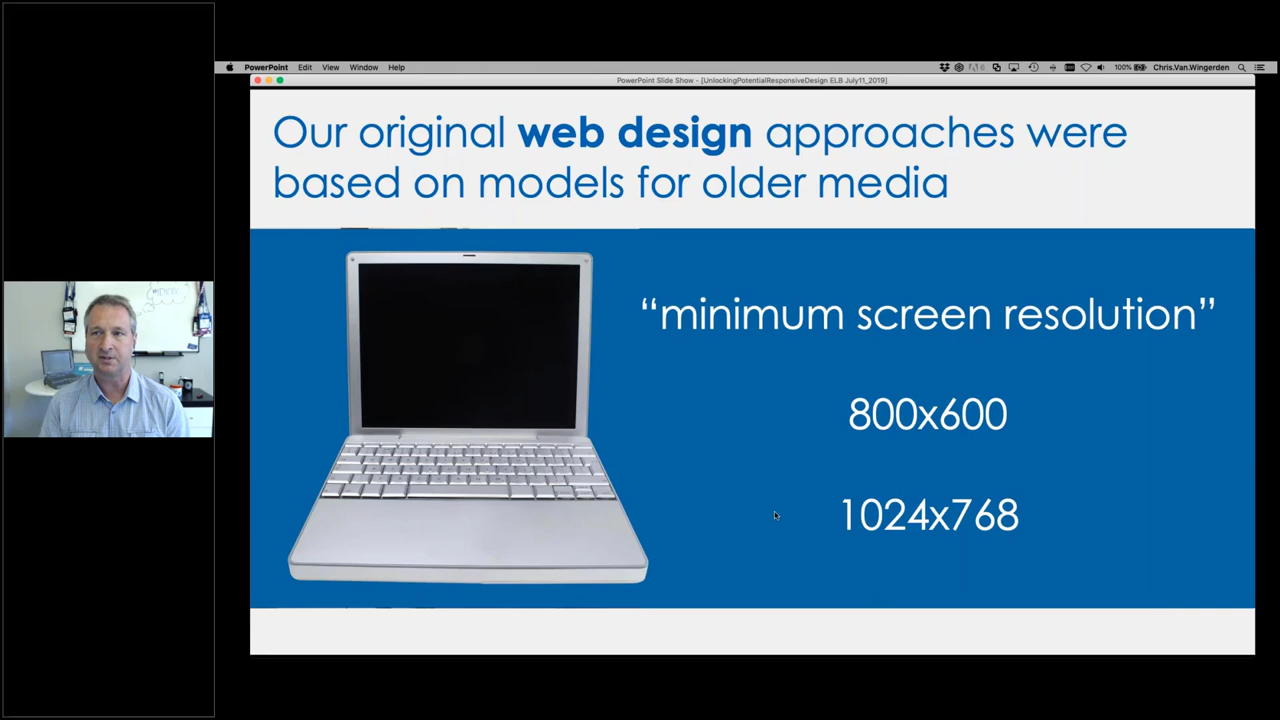 PowerPoint Edit View Window Help
100% Chris.Van.Wingerden
PowerPoint Slide Show - [UnlockingPotentialResponsiveDesign ELB July11_2019]
Our original web design approaches were
based on models for older media
“minimum screen resolution”
800x600
1024x768